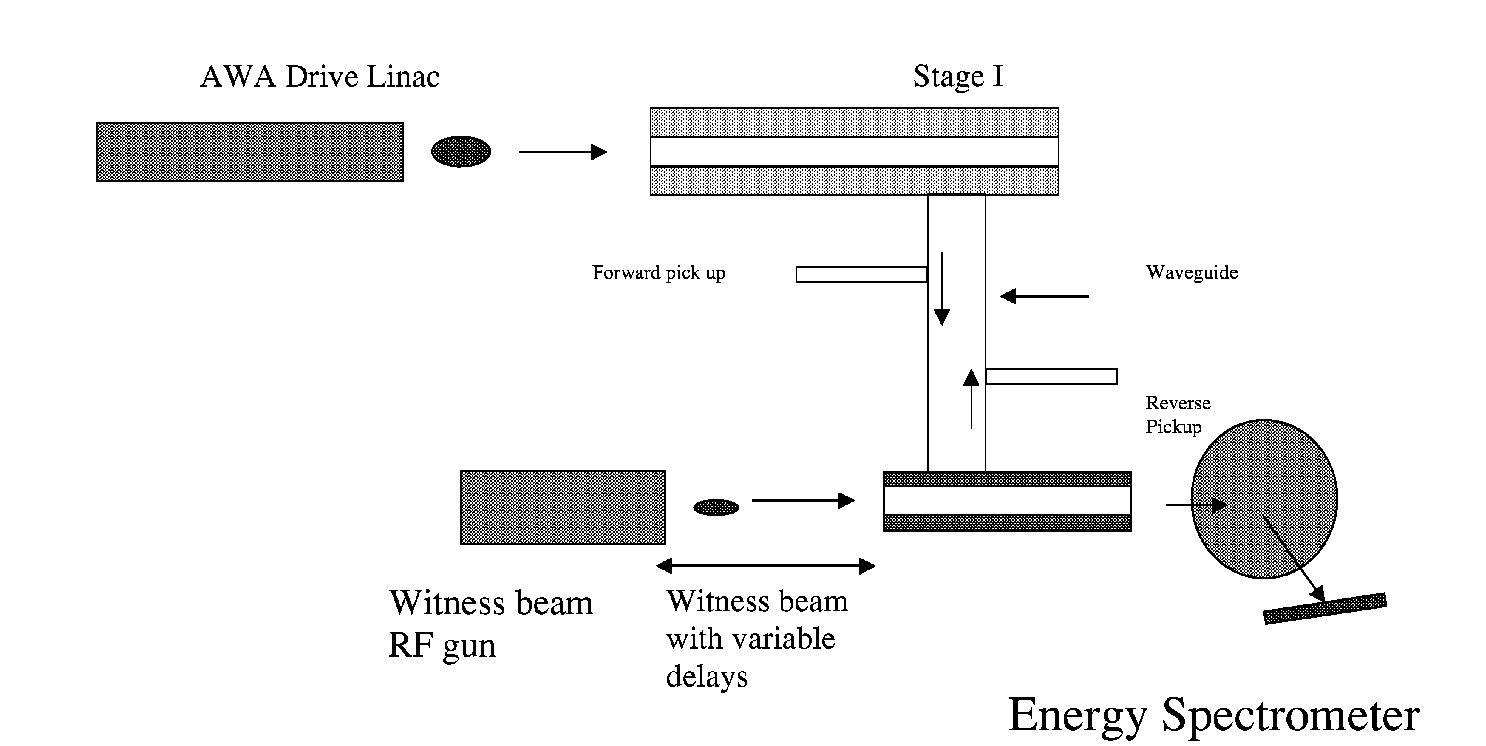 AWA Drive Linac
Stage I
Forward pick up
Waveguide
Reverse
Pickup
Witness beam
RF gun
Witness beam
with variable
delays
Energy Spectrometer